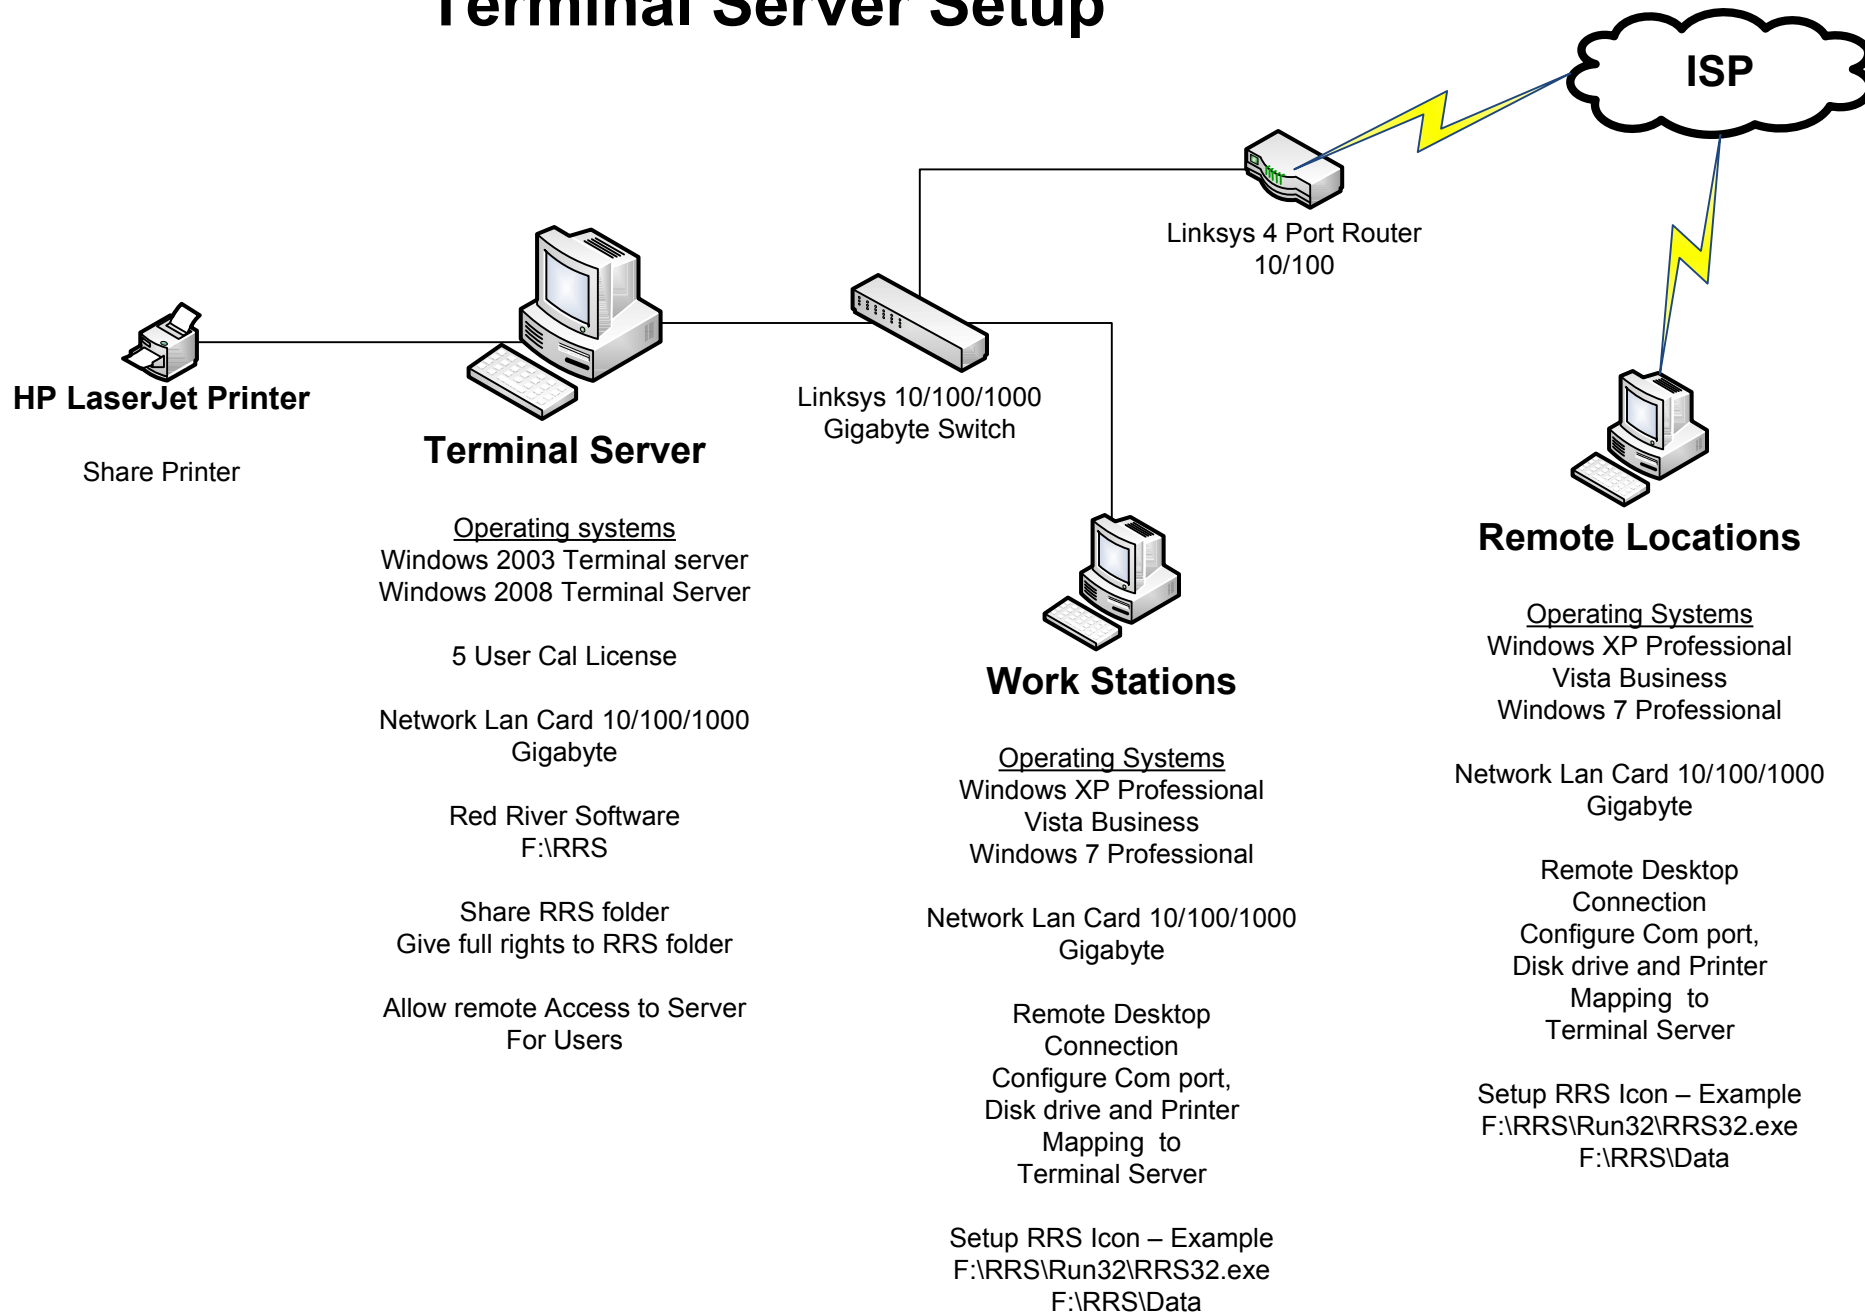 Terminal Server Setup
ISP
Linksys 4 Port Router
10/100
HP LaserJet Printer
Share Printer
Linksys 10/100/1000
Gigabyte Switch
Terminal Server
Operating systems
Windows 2003 Terminal server
Windows 2008 Terminal Server
5 User Cal License
Network Lan Card 10/100/1000
Gigabyte
Red River Software
F:\RRS
Share RRS folder
Give full rights to RRS folder
Allow remote Access to Server
For Users
Work Stations
Operating Systems
Windows XP Professional
Vista Business
Windows 7 Professional
Network Lan Card 10/100/1000
Gigabyte
Remote Desktop
Connection
Configure Com port,
Disk drive and Printer
Mapping  to
Terminal Server
Setup RRS Icon – Example
F:\RRS\Run32\RRS32.exe
F:\RRS\Data
Remote Locations
Operating Systems
Windows XP Professional
Vista Business
Windows 7 Professional
Network Lan Card 10/100/1000
Gigabyte
Remote Desktop
Connection
Configure Com port,
Disk drive and Printer
Mapping  to
Terminal Server
Setup RRS Icon – Example
F:\RRS\Run32\RRS32.exe
F:\RRS\Data